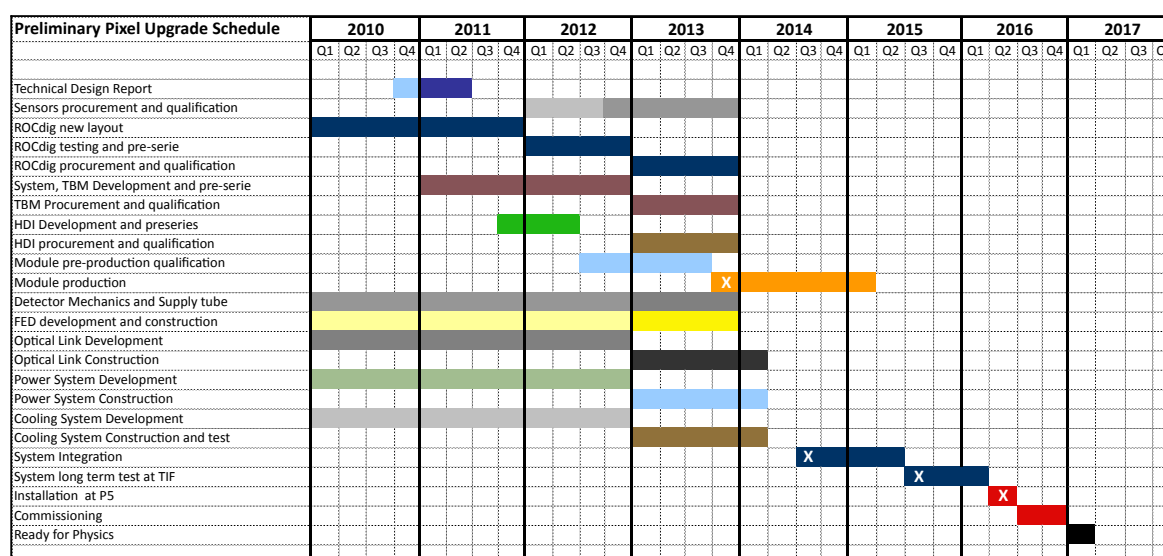 Preliminary Pixel Upgrade Schedule 2010 2011 2012 2013 2014 2015 2016 2017
Q1 Q2 Q3 Q4 Q1 Q2 Q3 Q4 Q1 Q2 Q3 Q4 Q1 Q2 Q3 Q4 Q1 Q2 Q3 Q4 Q1 Q2 Q3 Q4 Q1 Q2 Q3 Q4 Q1 Q2 Q3
Technical Design Report
Sensors procurement and qualification
ROCdig new layout
ROCdig testing and pre-serie
ROCdig procurement and qualification
System, TBM Development and pre-serie
TBM Procurement and qualification
HDI Development and preseries
HDI procurement and qualification
Module pre-production qualification
Module production X
Detector Mechanics and Supply tube
FED development and construction
Optical Link Development
Optical Link Construction
Power System Development
Power System Construction
Cooling System Development
Cooling System Construction and test
System Integration X
System long term test at TIF X
Installation at P5 X
Commissioning
Ready for Physics